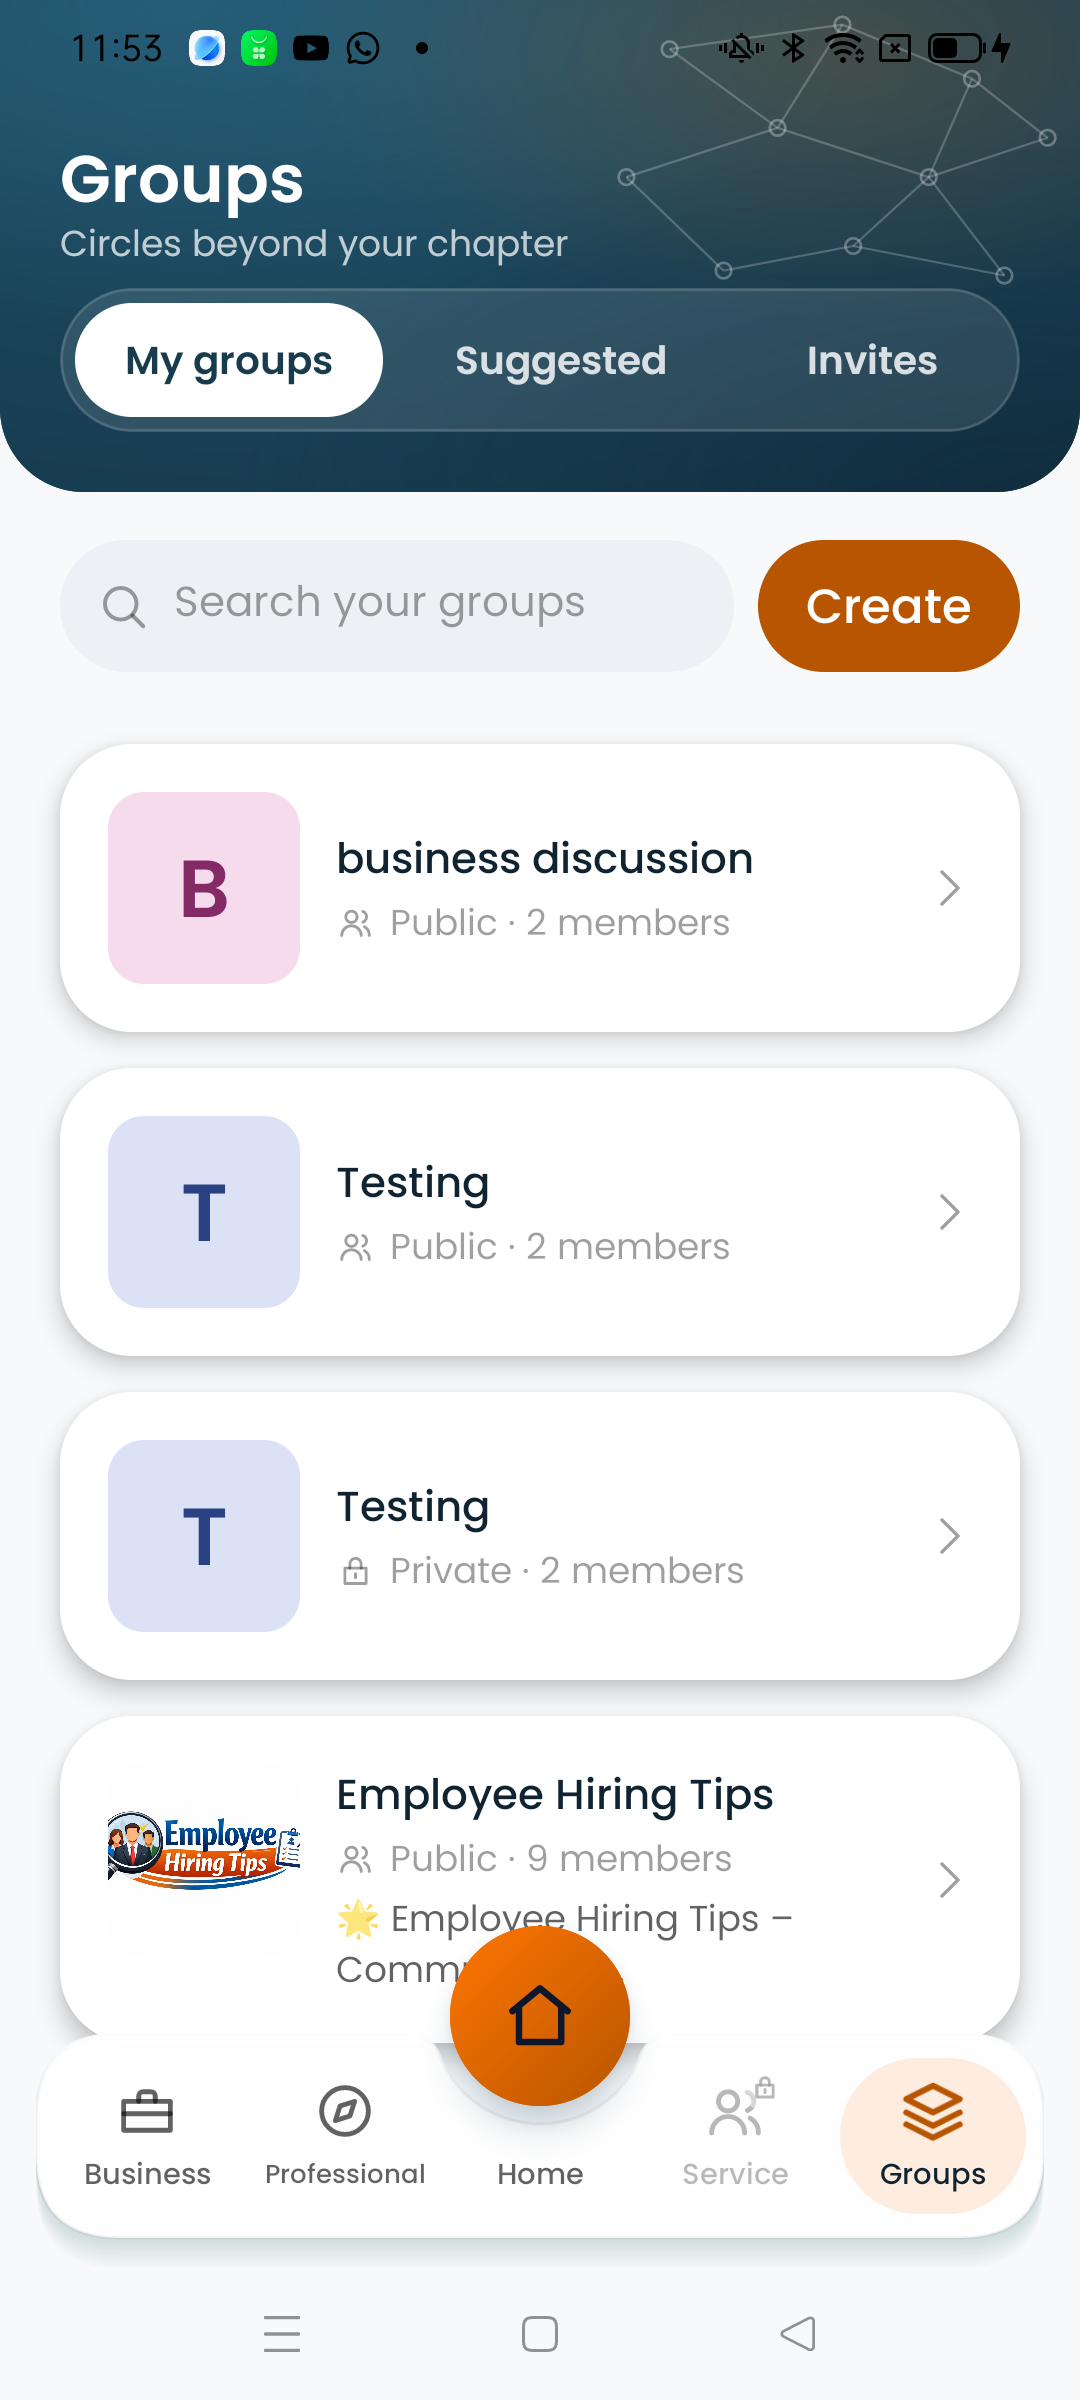 11:53
Groups
Circles beyond your chapter
My groups
Suggested
Invites
Search your groups
Create
B
business discussion
Public · 2 members
T
Testing
Public · 2 members
T
Testing
Private · 2 members
Employee
Hiring Tips
Employee Hiring Tips
Public · 9 members
🌟 Employee Hiring Tips –
Business
Professional
Home
Service
Groups